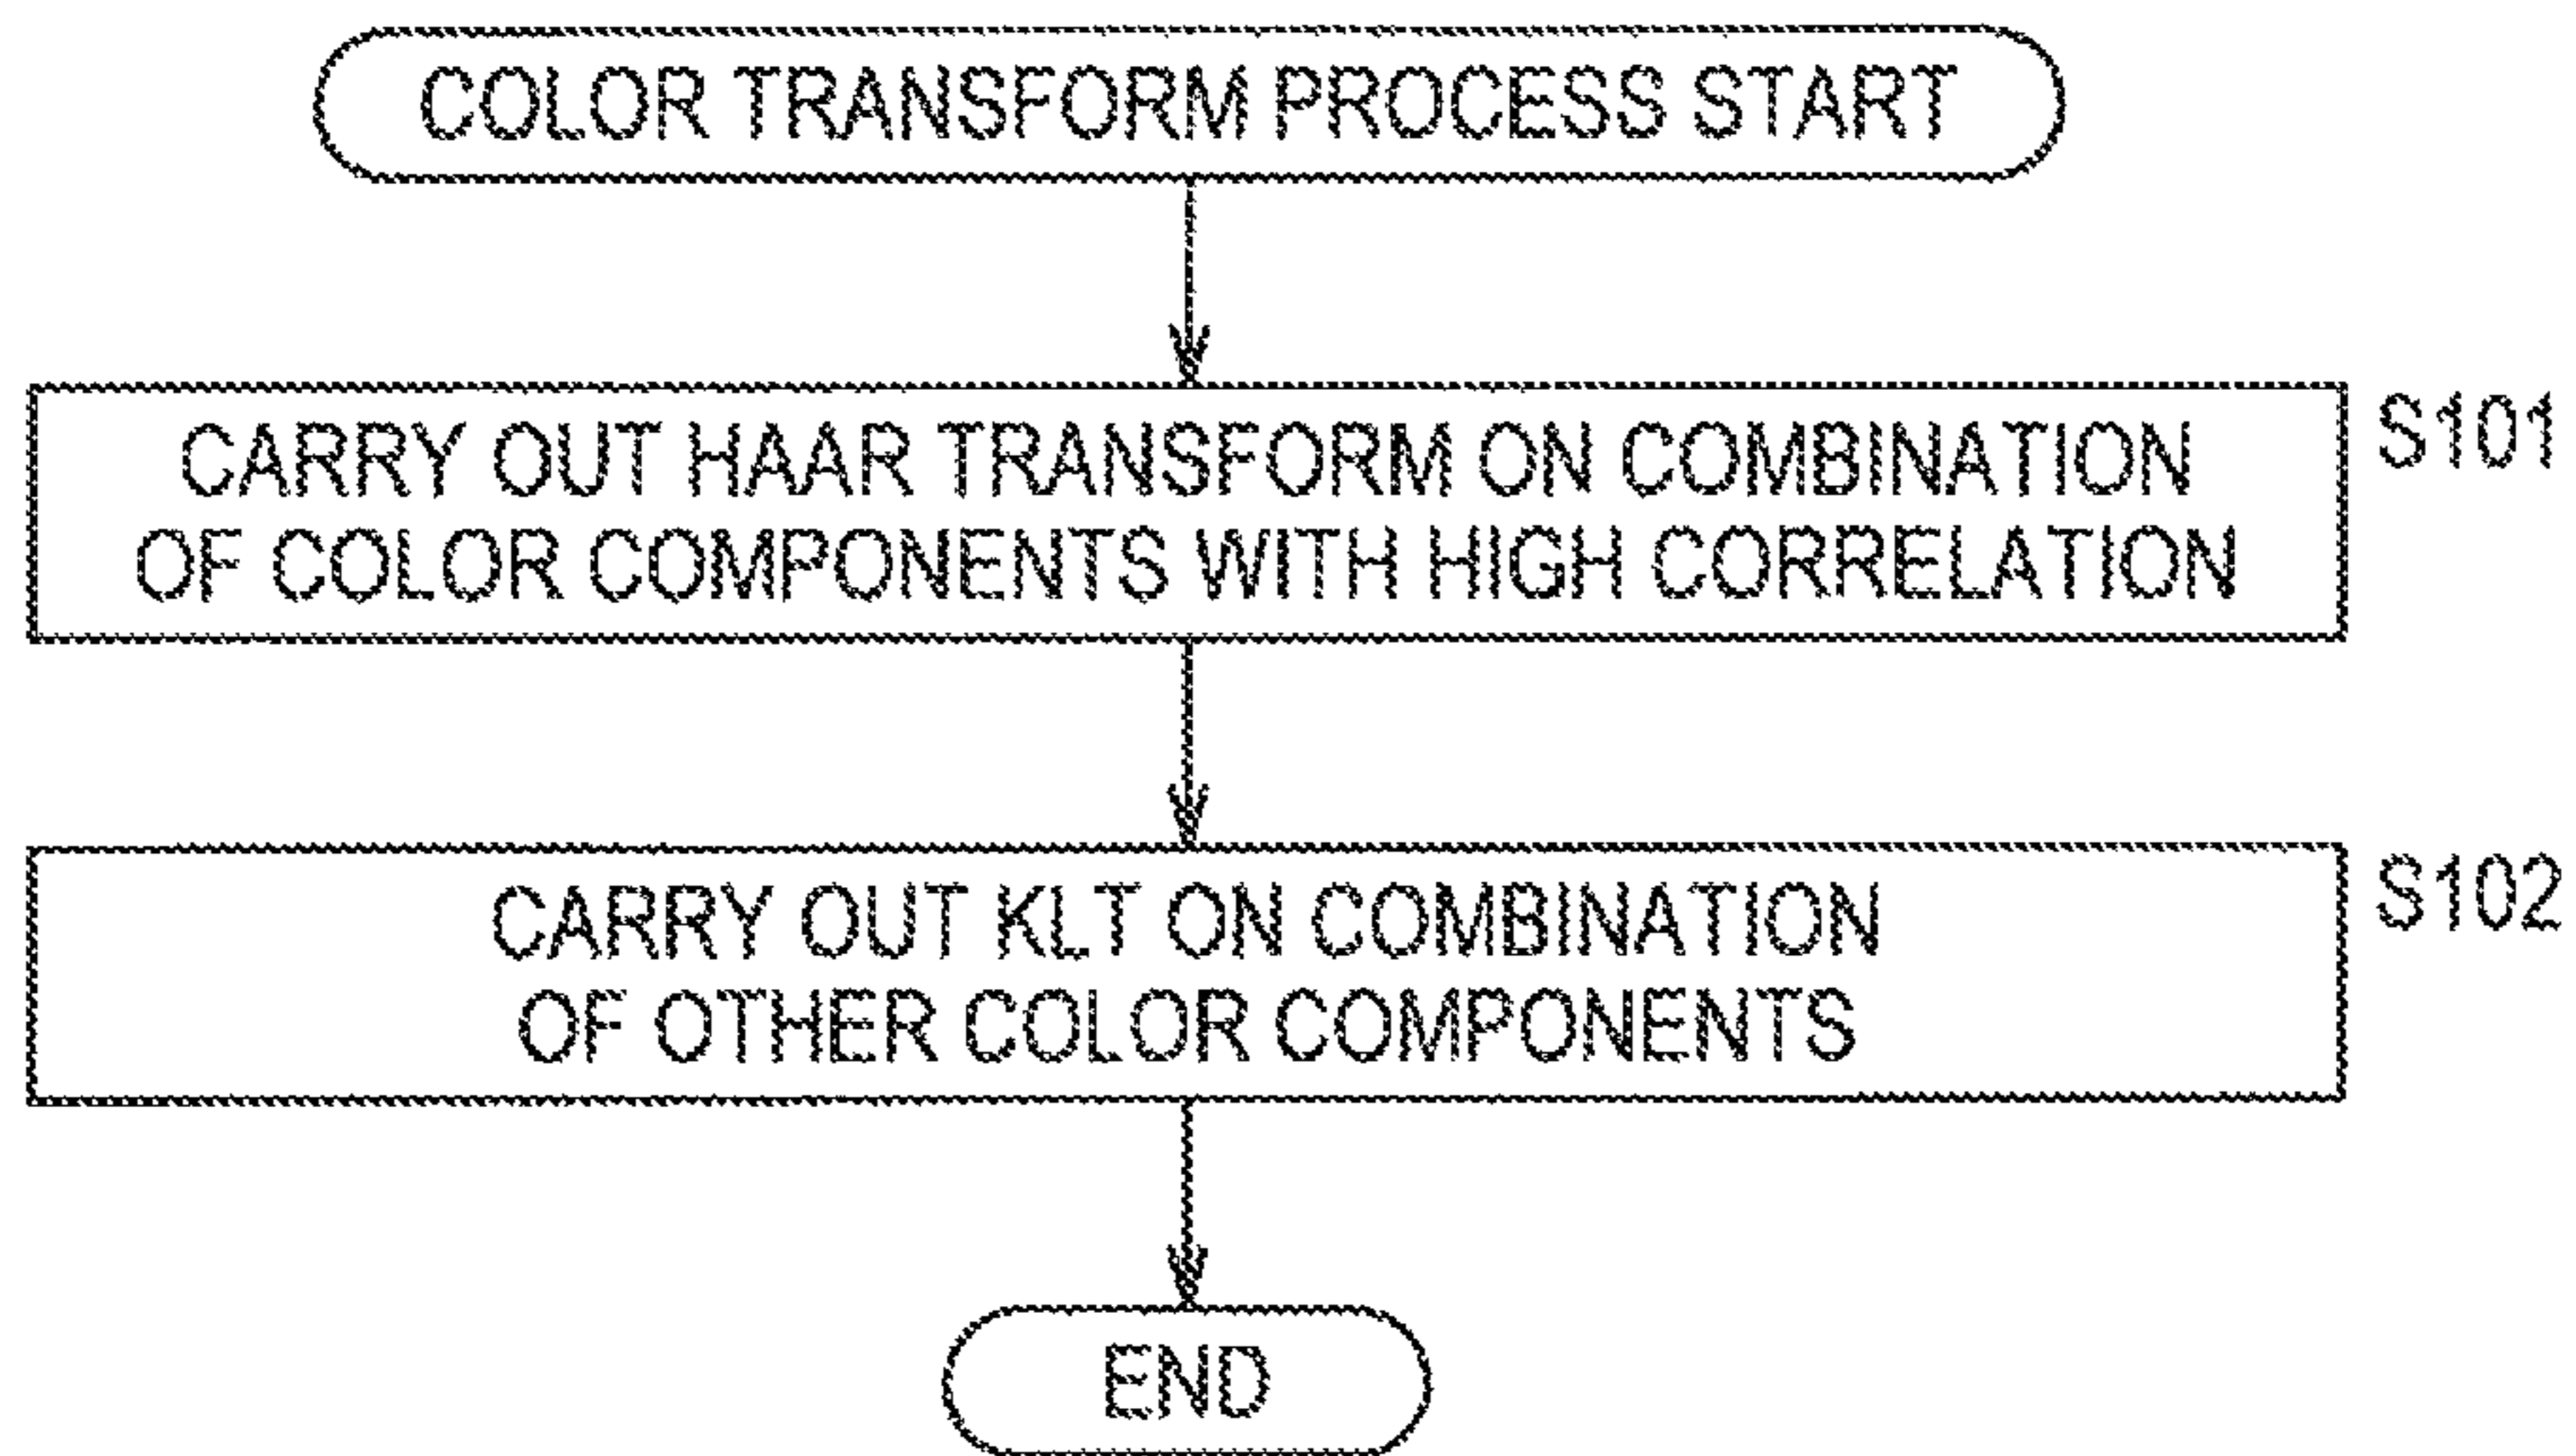 COLOR TRANSFORM PROCESS START
CARRY OUT HAAR TRANSFORM ON COMBINATION
OF COLOR COMPONENTS WITH HIGH CORRELATION
S101
CARRY OUT KLT ON COMBINATION
OF OTHER COLOR COMPONENTS
S102
END